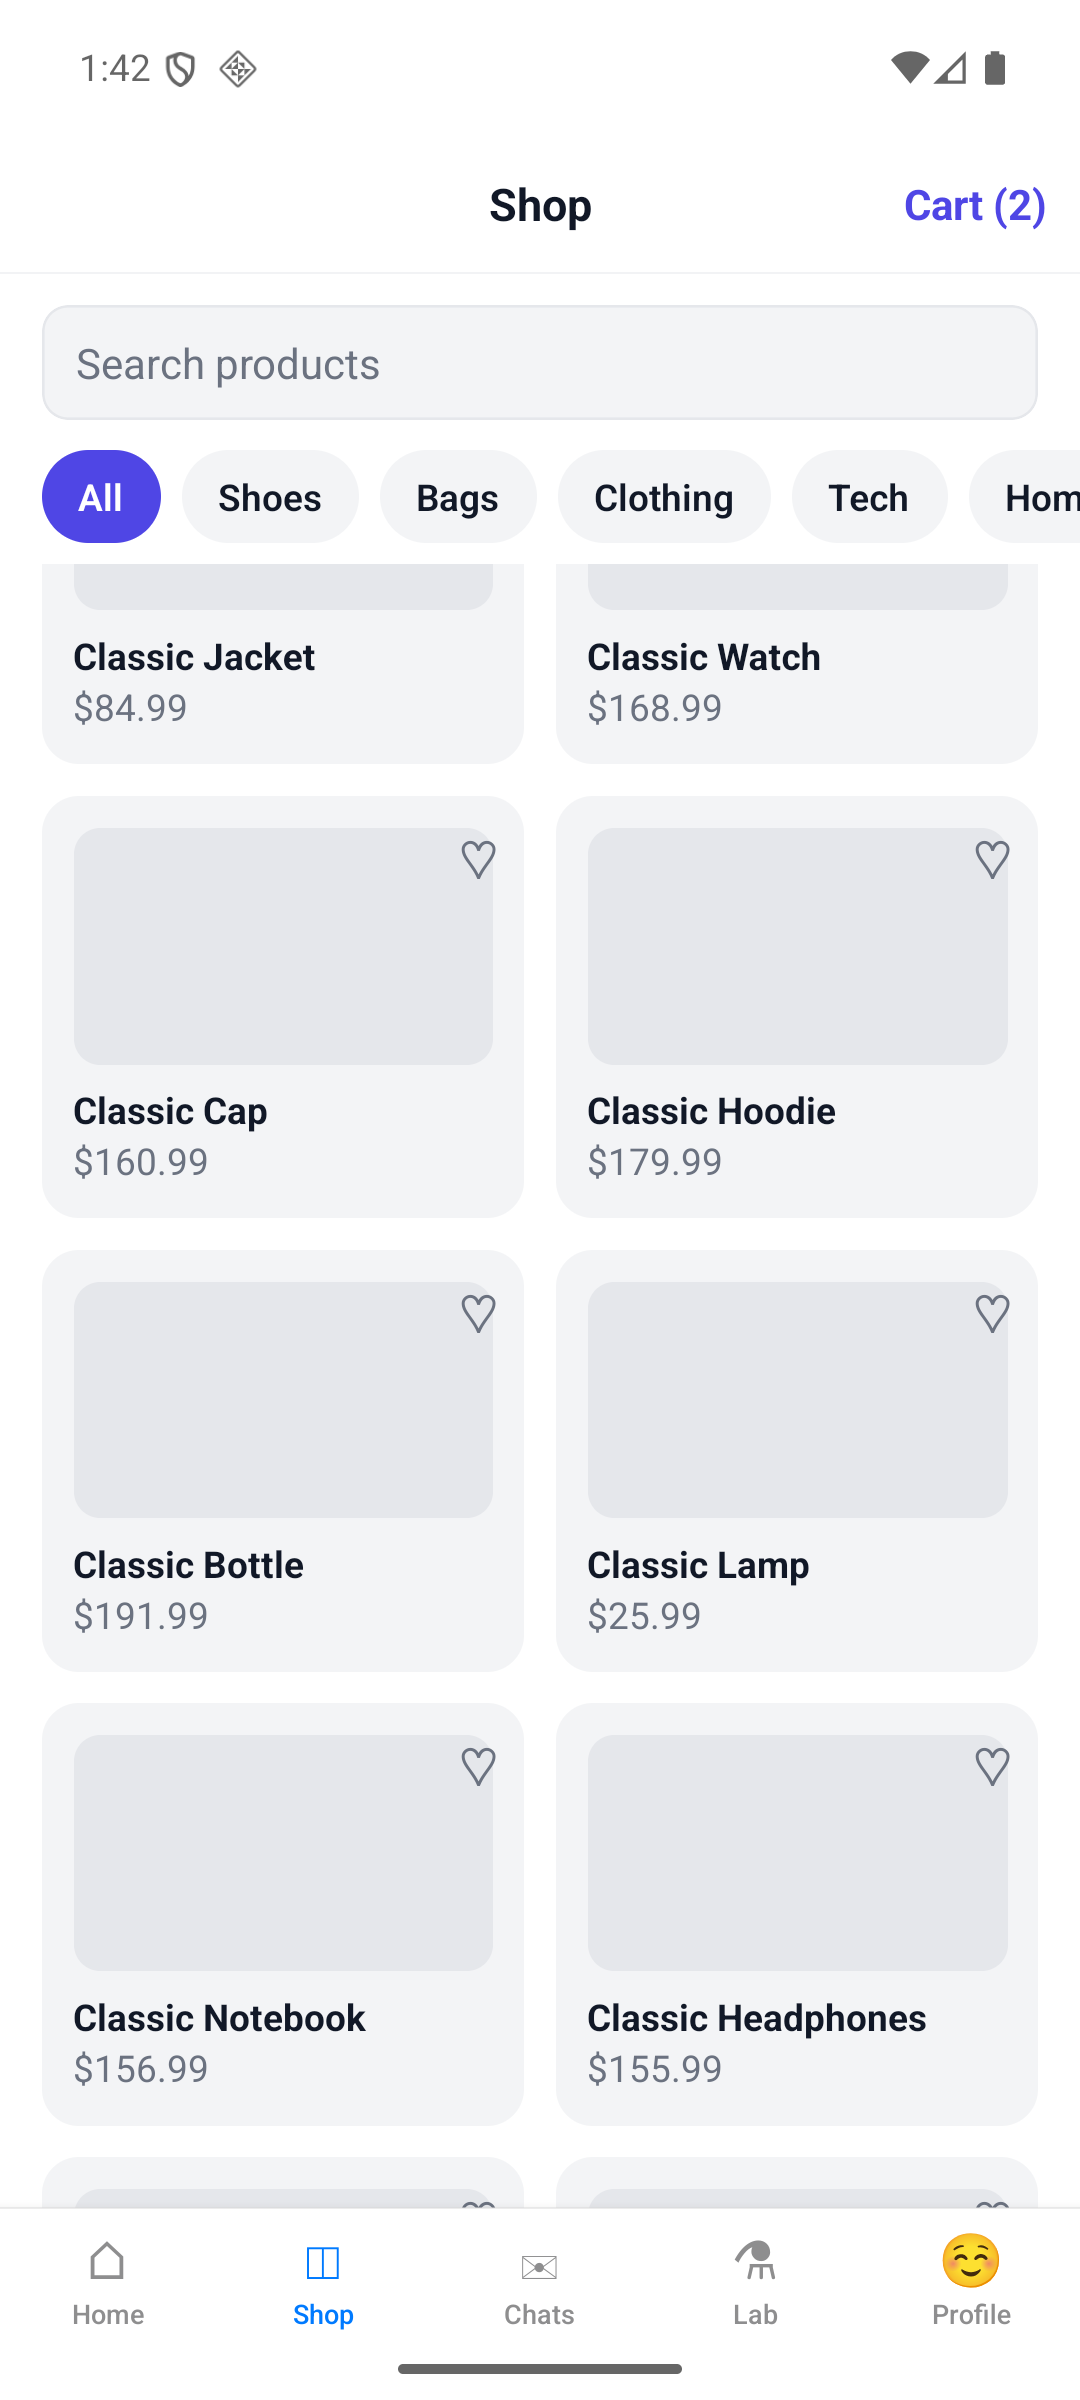 1:42
Shop
Cart (2)
Search products
All
Shoes
Bags
Clothing
Tech
Hom
Classic Jacket
$84.99
Classic Watch
$168.99
Classic Cap
$160.99
Classic Hoodie
$179.99
Classic Bottle
$191.99
Classic Lamp
$25.99
Classic Notebook
$156.99
Classic Headphones
$155.99
Home
Shop
Chats
Lab
Profile